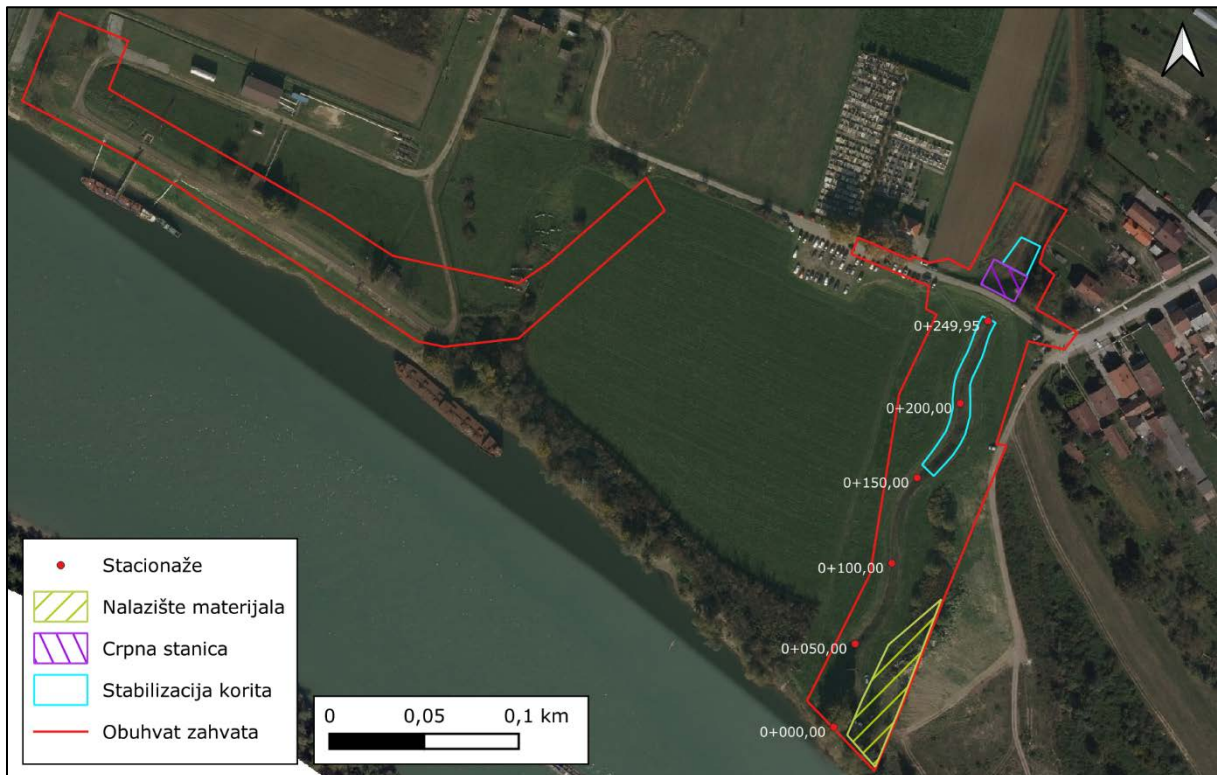 0+249,95
0+200,00
0+150,00
0+100,00
0+050,00
0+000,00
Stacionaže
Nalazište materijala
Crpna stanica
Stabilizacija korita
Obuhvat zahvata
0 0,05 0,1 km